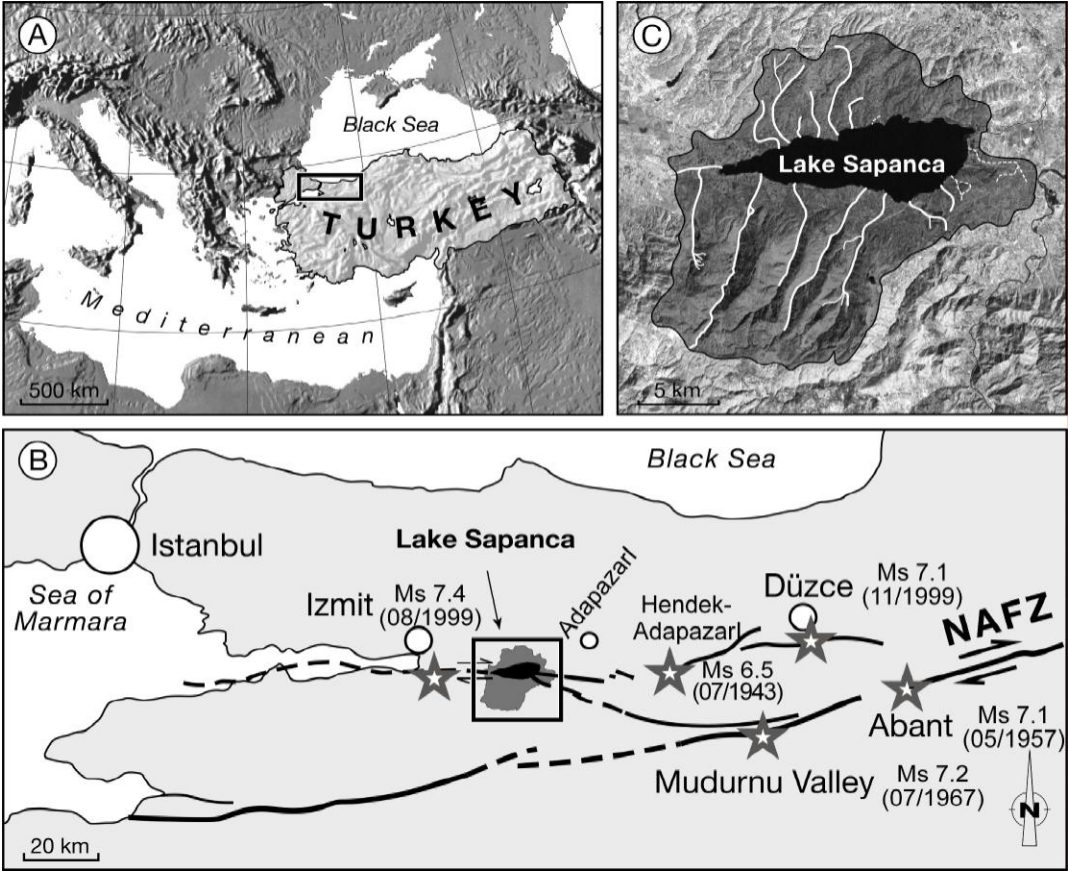 A
Black Sea
TURKEY
Mediterranean
500 km
C
Lake Sapanca
5 km
B
Black Sea
Istanbul
Lake Sapanca
Sea of
Marmara
Izmit
Ms 7.4
(08/1999)
Adapazarl
Hendek-
Adapazarl
Düzce
Ms 7.1
(11/1999)
NAFZ
Ms 6.5
(07/1943)
Abant
Ms 7.1
(05/1957)
Mudurnu Valley
Ms 7.2
(07/1967)
N
20 km